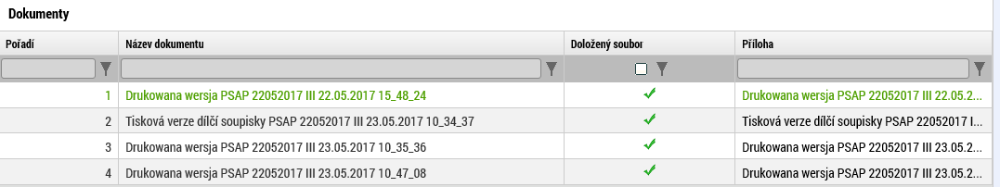 Dokumenty
Pořadí Název dokumentu Doložený soubor Příloha
1 Drukowana wersja PSAP 22052017 III 22.05.2017 15_48_24 Drukowana wersja PSAP 22052017 III 22.05.2...
2 Tisková verze dílčí soupisky PSAP 22052017 III 23.05.2017 10_34_37 Tisková verze dílčí soupisky PSAP 22052017 I...
3 Drukowana wersja PSAP 22052017 III 23.05.2017 10_35_36 Drukowana wersja PSAP 22052017 III 23.05.2...
4 Drukowana wersja PSAP 22052017 III 23.05.2017 10_47_08 Drukowana wersja PSAP 22052017 III 23.05.2...